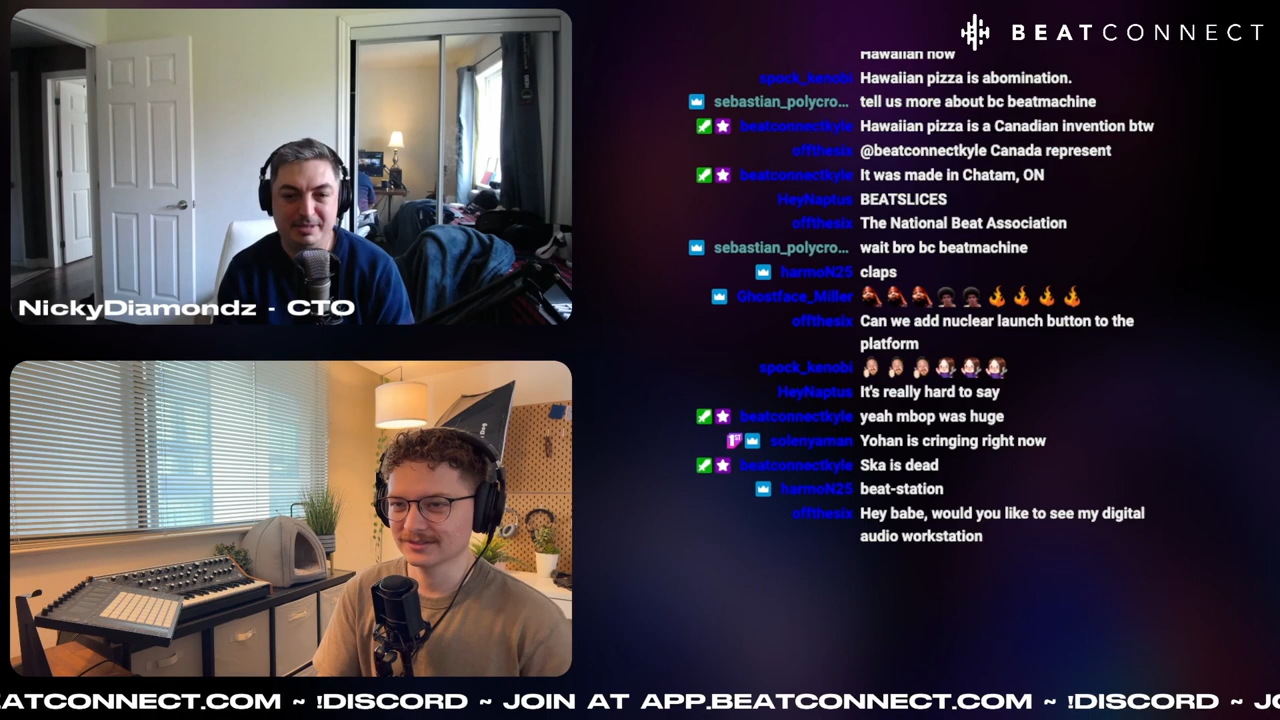 BEATCONNECT
Hawaiian now
spock_kenobi Hawaiian pizza is abomination.
sebastian_polycro... tell us more about bc beatmachine
beatconnectkyle Hawaiian pizza is a Canadian invention btw
offthesix @beatconnectkyle Canada represent
beatconnectkyle It was made in Chatam, ON
HeyNaptus BEATSLICES
offthesix The National Beat Association
sebastian_polycro... wait bro bc beatmachine
harmoN25 claps
Ghostface_Miller
offthesix Can we add nuclear launch button to the
platform
spock_kenobi
HeyNaptus It's really hard to say
beatconnectkyle yeah mbop was huge
1ST solenyaman Yohan is cringing right now
beatconnectkyle Ska is dead
harmoN25 beat-station
offthesix Hey babe, would you like to see my digital
audio workstation
NickyDiamondz - CTO
EATCONNECT.COM ~ !DISCORD ~ JOIN AT APP.BEATCONNECT.COM ~ !DISCORD ~ JO